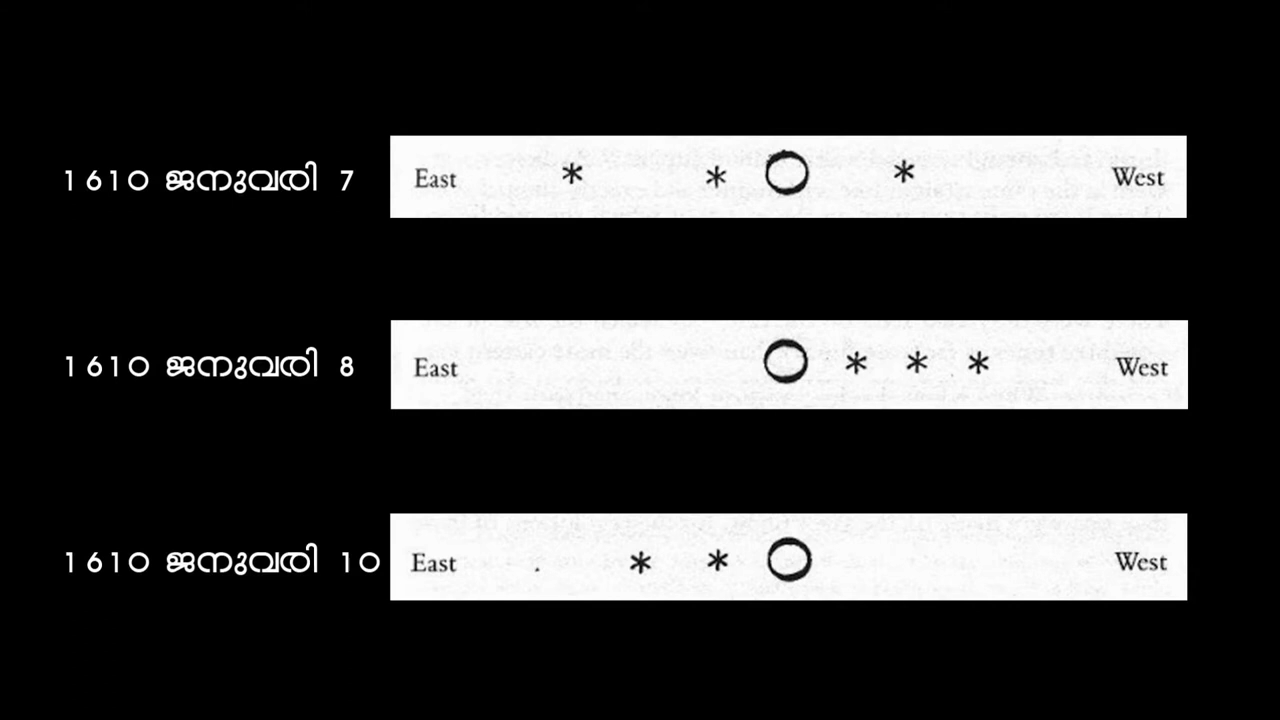 1610 ജനുവരി 7 East * * O * West
1610 ജനുവരി 8 East O * * * West
1610 ജനുവരി 10 East * * O West